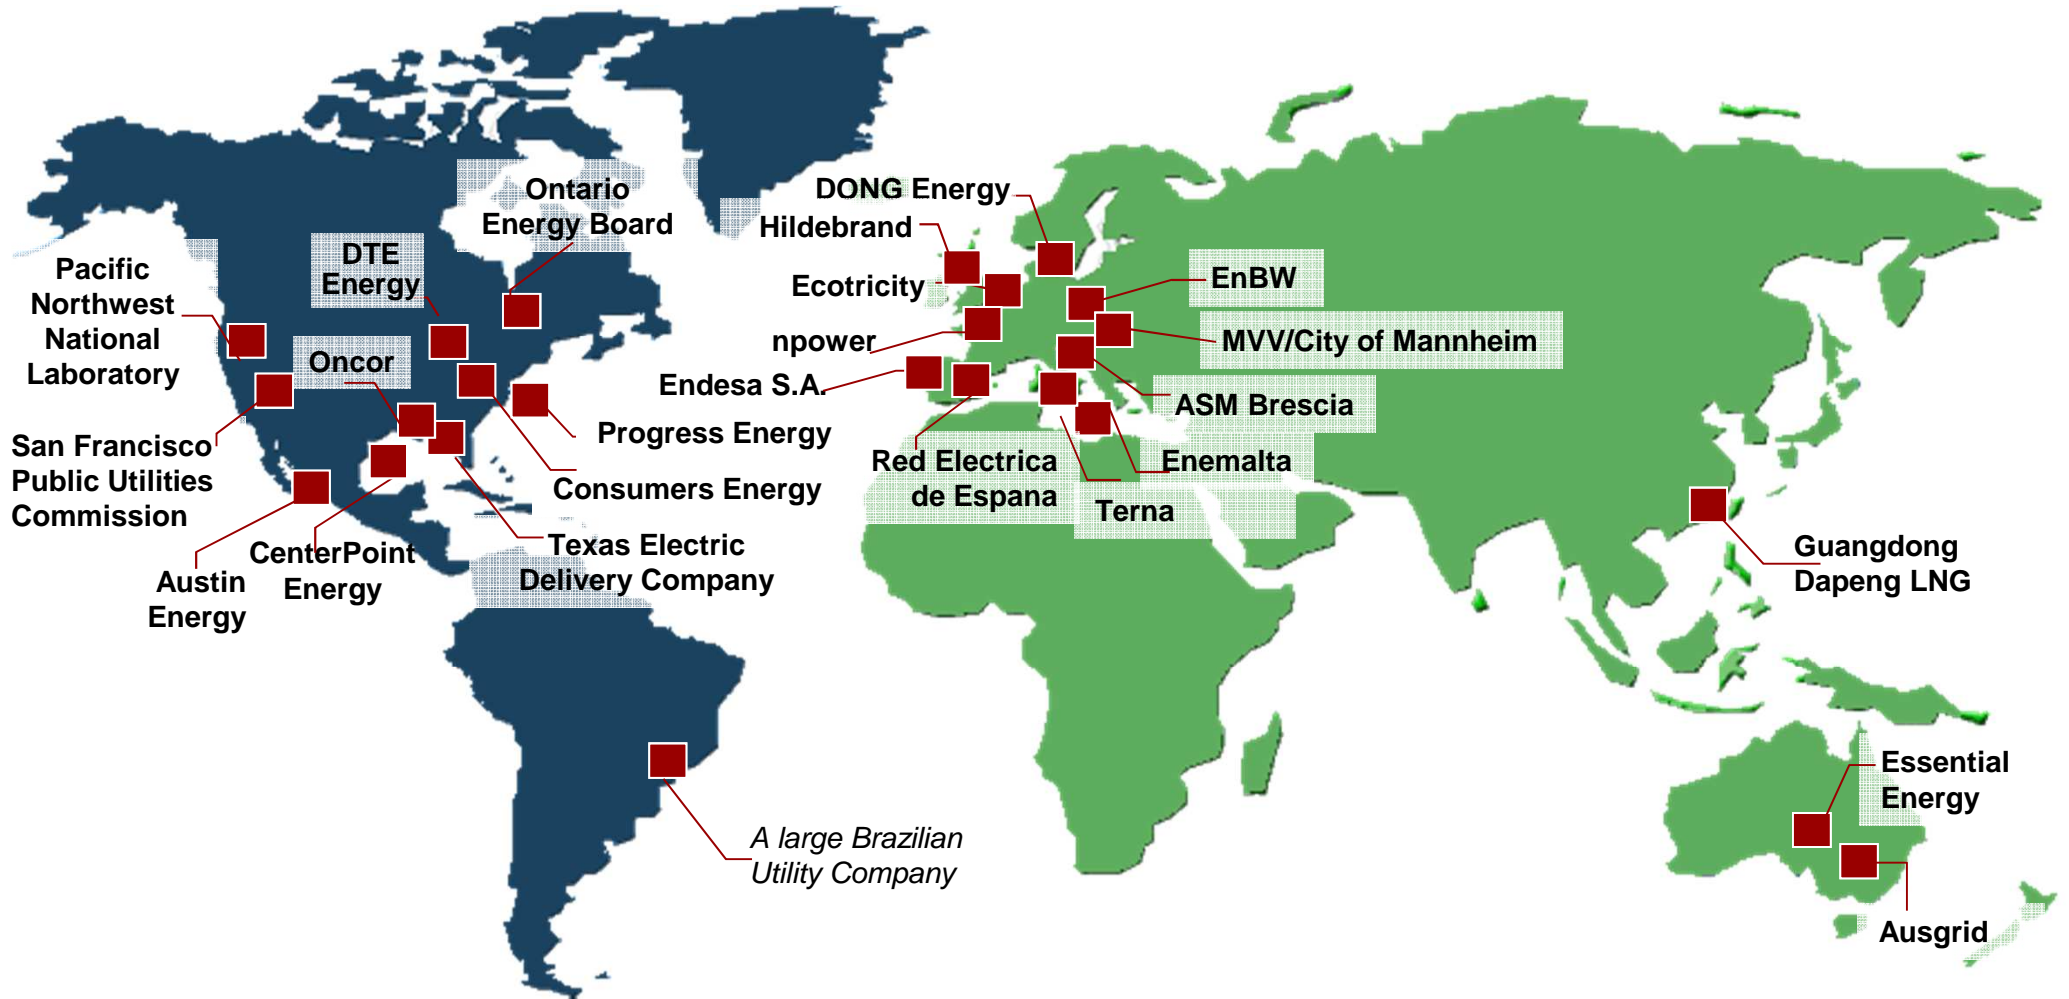 Ontario
Energy Board
DTE
Energy
Pacific
Northwest
National
Laboratory
Oncor
San Francisco
Public Utilities
Commission
Austin
Energy
CenterPoint
Energy
Progress Energy
Consumers Energy
Texas Electric
Delivery Company
A large Brazilian
Utility Company
DONG Energy
Hildebrand
Ecotricity
npower
Endesa S.A.
Red Electrica
de Espana
EnBW
MVV/City of Mannheim
ASM Brescia
Enemalta
Terna
Guangdong
Dapeng LNG
Essential
Energy
Ausgrid